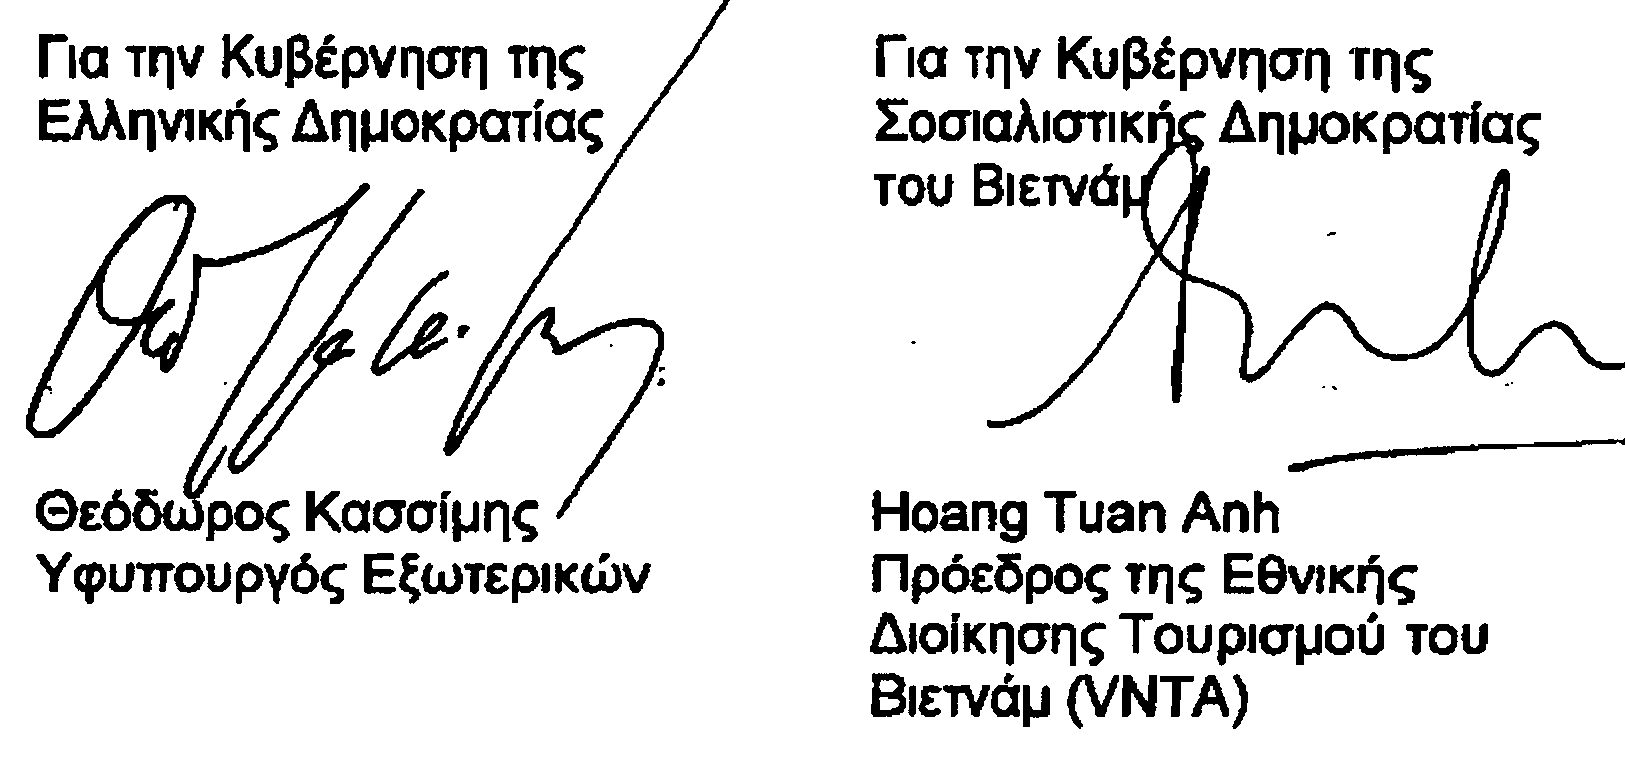 Για την Κυβέρνηση της
Ελληνικής Δημοκρατίας
Θεόδωρος Κασσίμης
Υφυπουργός Εξωτερικών
Για την Κυβέρνηση της
Σοσιαλιστικής Δημοκρατίας
του Βιετνάμ
Hoang Tuan Anh
Πρόεδρος της Εθνικής
Διοίκησης Τουρισμού του
Βιετνάμ (VNTA)